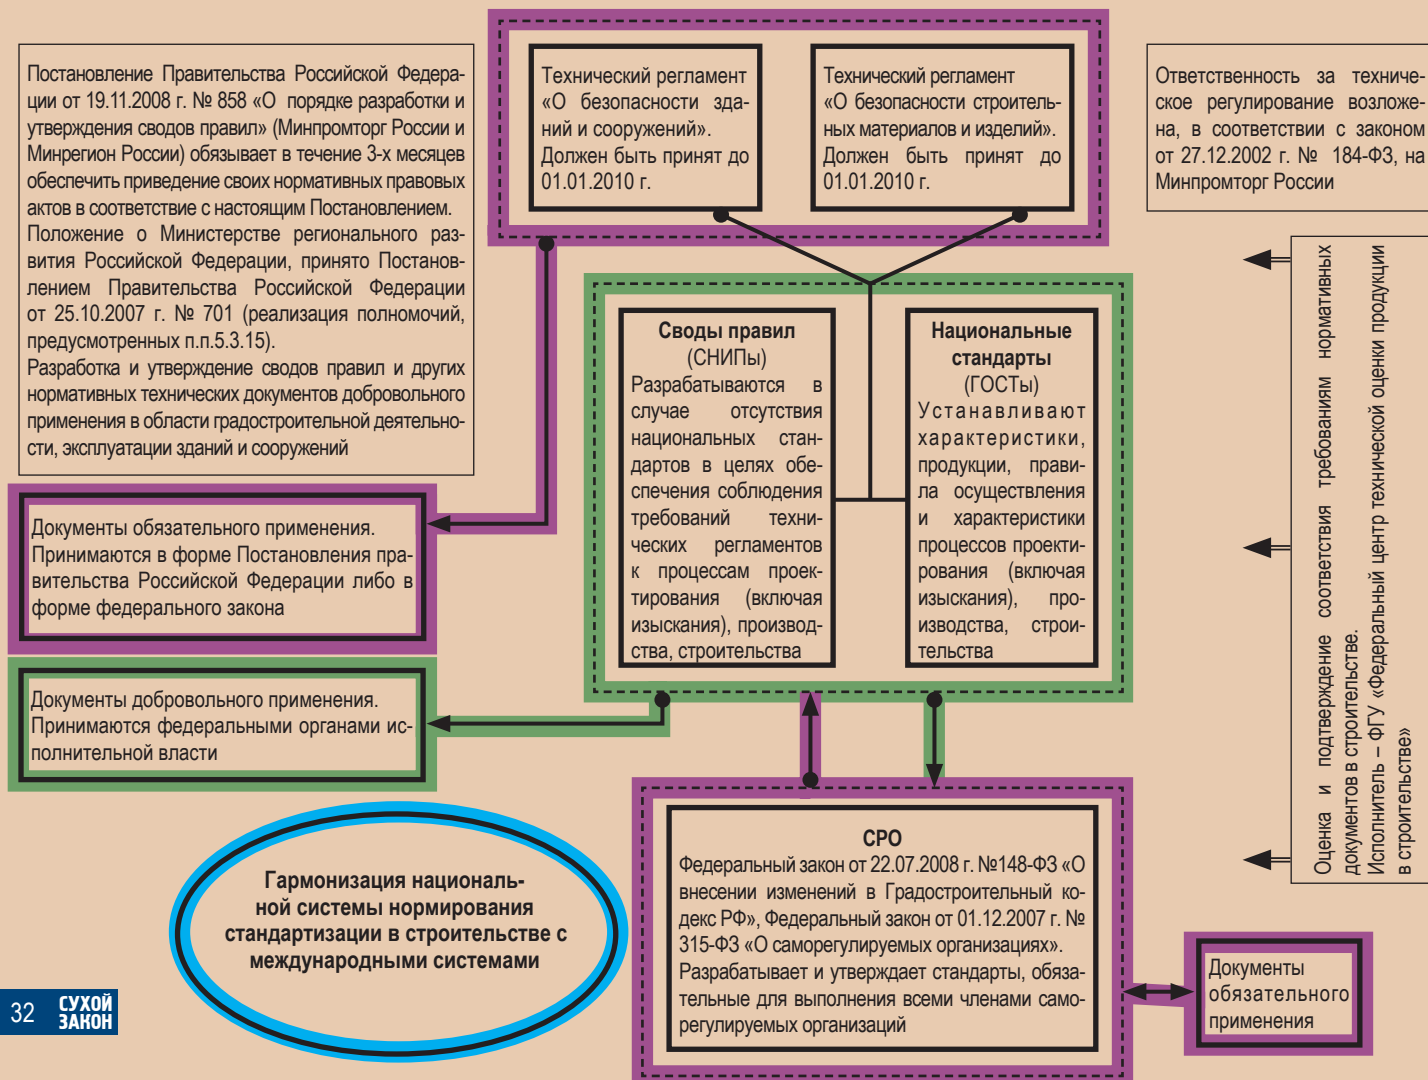 Постановление Правительства Российской Федера-
ции от 19.11.2008 г. № 858 «О порядке разработки и
утверждения сводов правил» (Минпромторг России и
Минрегион России) обязывает в течение 3-х месяцев
обеспечить приведение своих нормативных правовых
актов в соответствие с настоящим Постановлением.
Положение о Министерстве регионального раз-
вития Российской Федерации, принято Постанов-
лением Правительства Российской Федерации
от 25.10.2007 г. № 701 (реализация полномочий,
предусмотренных п.п.5.3.15).
Разработка и утверждение сводов правил и других
нормативных технических документов добровольного
применения в области градостроительной деятельно-
сти, эксплуатации зданий и сооружений
Технический регламент
«О безопасности зда-
ний и сооружений».
Должен быть принят до
01.01.2010 г.
Технический регламент
«О безопасности строитель-
ных материалов и изделий».
Должен быть принят до
01.01.2010 г.
Ответственность за техниче-
ское регулирование возложе-
на, в соответствии с законом
от 27.12.2002 г. № 184-ФЗ, на
Минпромторг России
Своды правил
(СНИПы)
Разрабатываются в
случае отсутствия
национальных стан-
дартов в целях обе-
спечения соблюдения
требований техни-
ческих регламентов
к процессам проек-
тирования (включая
изыскания), производ-
ства, строительства
Национальные
стандарты
(ГОСТы)
Устанавливают
характеристики,
продукции, прави-
ла осуществления
и характеристики
процессов проекти-
рования (включая
изыскания), про-
изводства, строи-
тельства
Оценка и подтверждение соответствия требованиям нормативных
документов в строительстве.
Исполнитель – ФГУ «Федеральный центр технической оценки продукции
в строительстве»
Документы обязательного применения.
Принимаются в форме Постановления пра-
вительства Российской Федерации либо в
форме федерального закона
Документы добровольного применения.
Принимаются федеральными органами ис-
полнительной власти
Гармонизация националь-
ной системы нормирования
стандартизации в строительстве с
международными системами
СРО
Федеральный закон от 22.07.2008 г. №148-ФЗ «О
внесении изменений в Градостроительный ко-
декс РФ», Федеральный закон от 01.12.2007 г. №
315-ФЗ «О саморегулируемых организациях».
Разрабатывает и утверждает стандарты, обяза-
тельные для выполнения всеми членами само-
регулируемых организаций
Документы
обязательного
применения
32
СУХОЙ
ЗАКОН